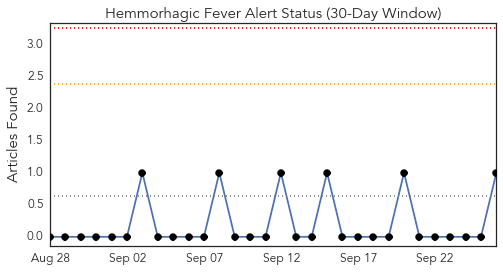 Hemmorhagic Fever Alert Status (30-Day Window)
Articles Found
3.0
2.5
2.0
1.5
1.0
0.5
0.0
Aug 28 Sep 02 Sep 07 Sep 12 Sep 17 Sep 22